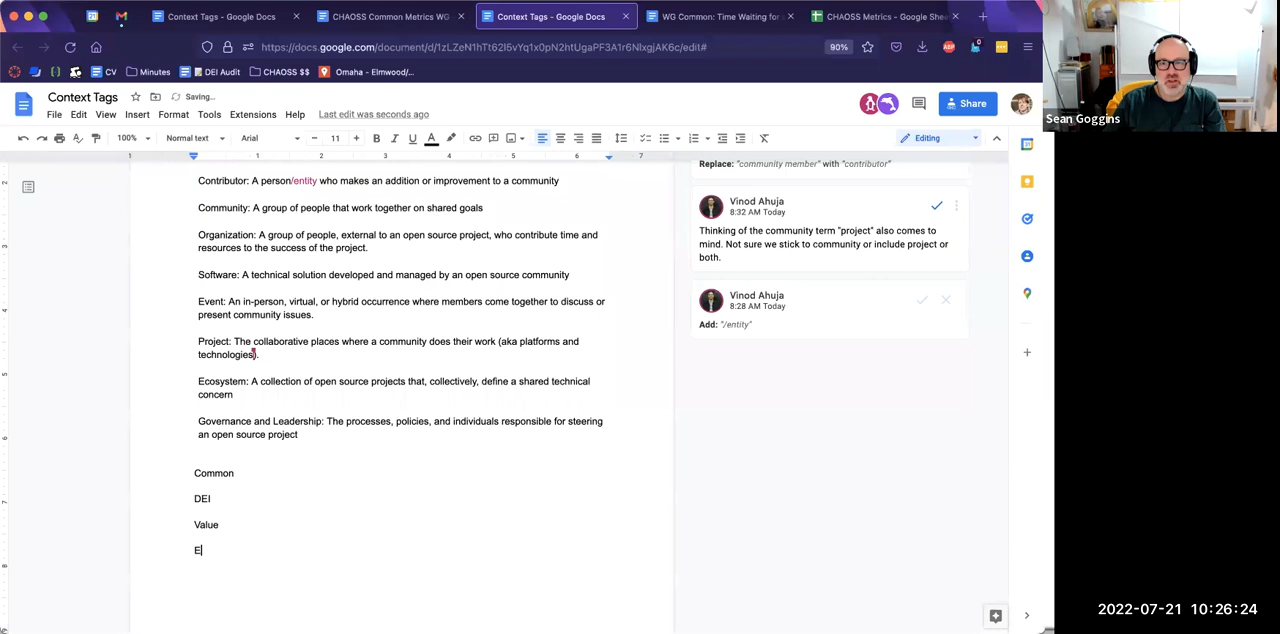 Context Tags - Google Docs
CHAOSS Common Metrics WG
Context Tags - Google Docs
WG Common: Time Waiting for
CHAOSS Metrics - Google Shee
https://docs.google.com/document/d/1zLZeN1hTt62I5vYq1x0pN2htUgaPF3A1r6NlxgjAK6c/edit#
90%
CV
Minutes
DEI Audit
CHAOSS $$
Omaha - Elmwood/...
Context Tags
Saving...
File Edit View Insert Format Tools Extensions Help Last edit was seconds ago
Share
Sean Goggins
100% Normal text Arial 11 Editing
Contributor: A person/entity who makes an addition or improvement to a community
Community: A group of people that work together on shared goals
Organization: A group of people, external to an open source project, who contribute time and
resources to the success of the project.
Software: A technical solution developed and managed by an open source community
Event: An in-person, virtual, or hybrid occurrence where members come together to discuss or
present community issues.
Project: The collaborative places where a community does their work (aka platforms and
technologies).
Ecosystem: A collection of open source projects that, collectively, define a shared technical
concern
Governance and Leadership: The processes, policies, and individuals responsible for steering
an open source project
Common
DEI
Value
E
Replace: "community member" with "contributor"
Vinod Ahuja
8:32 AM Today
Thinking of the community term "project" also comes to
mind. Not sure we stick to community or include project or
both.
Vinod Ahuja
8:28 AM Today
Add: "/entity"
2022-07-21 10:26:24